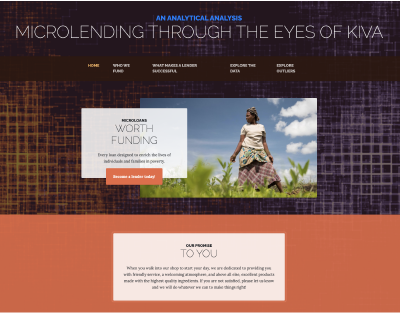 AN ANALYTICAL ANALYSIS
MICROLENDING THROUGH THE EYES OF KIVA
HOME
WHO WE
FUND
WHAT MAKES A LENDER
SUCCESSFUL
EXPLORE THE
DATA
EXPLORE
OUTLIERS
MICROLOANS
WORTH
FUNDING
Every loan designed to enrich the lives of
individuals and families in poverty.
Become a lender today!
OUR PROMISE
TO YOU
When you walk into our shop to start your day, we are dedicated to providing you
with friendly service, a welcoming atmosphere, and above all else, excellent products
made with the highest quality ingredients. If you are not satisfied, please let us know
and we will do whatever we can to make things right!